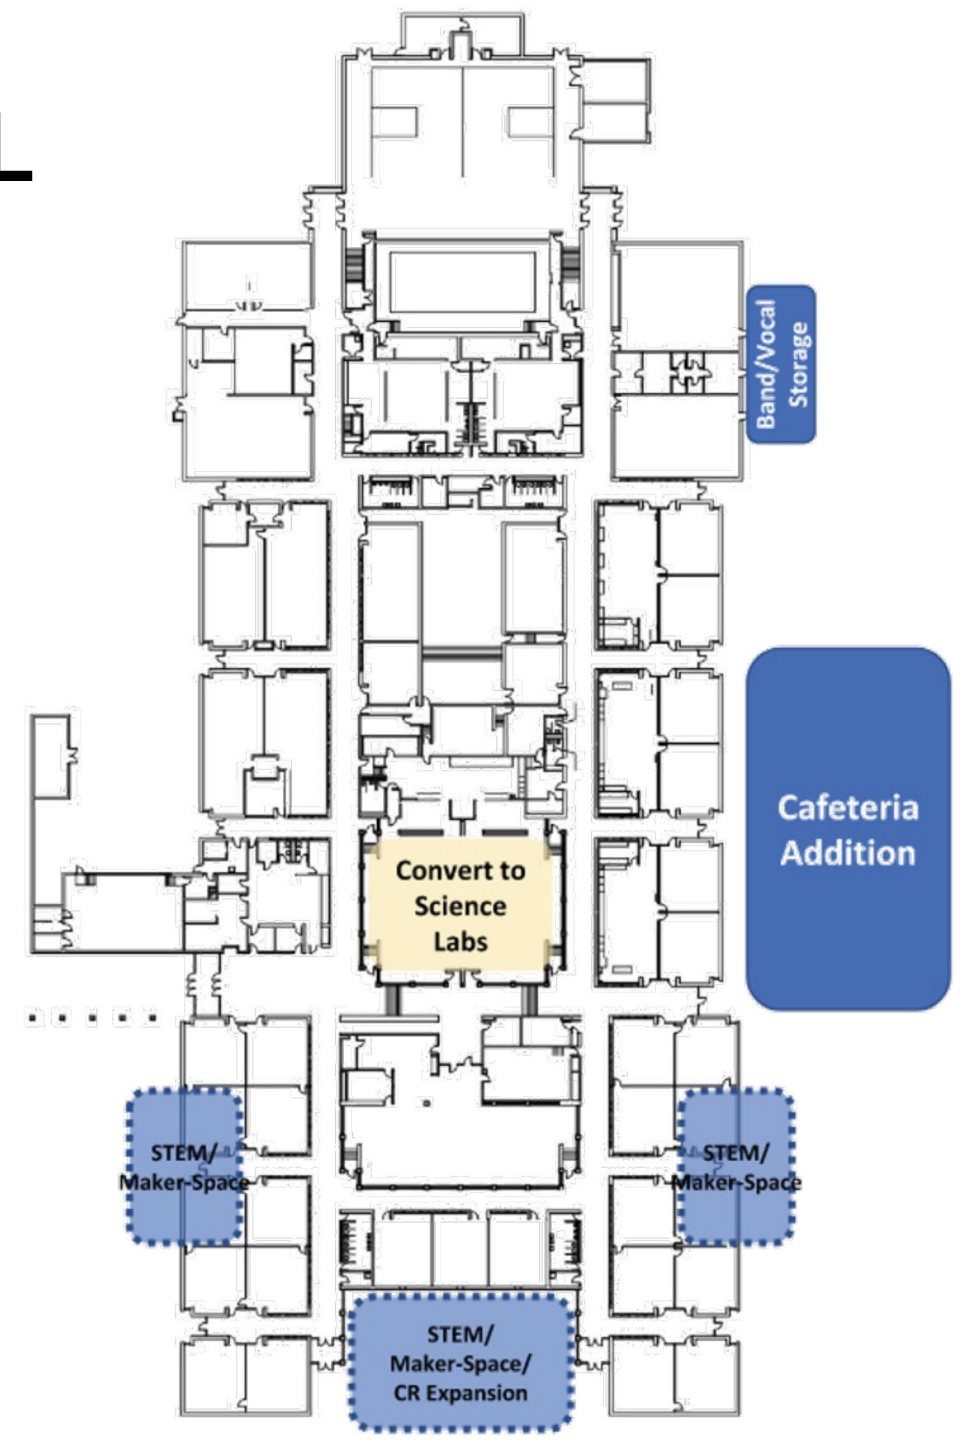 L
Band/Vocal
Storage
Cafeteria
Addition
Convert to
Science
Labs
STEM/
Maker-Space
STEM/
Maker-Space
STEM/
Maker-Space/
CR Expansion